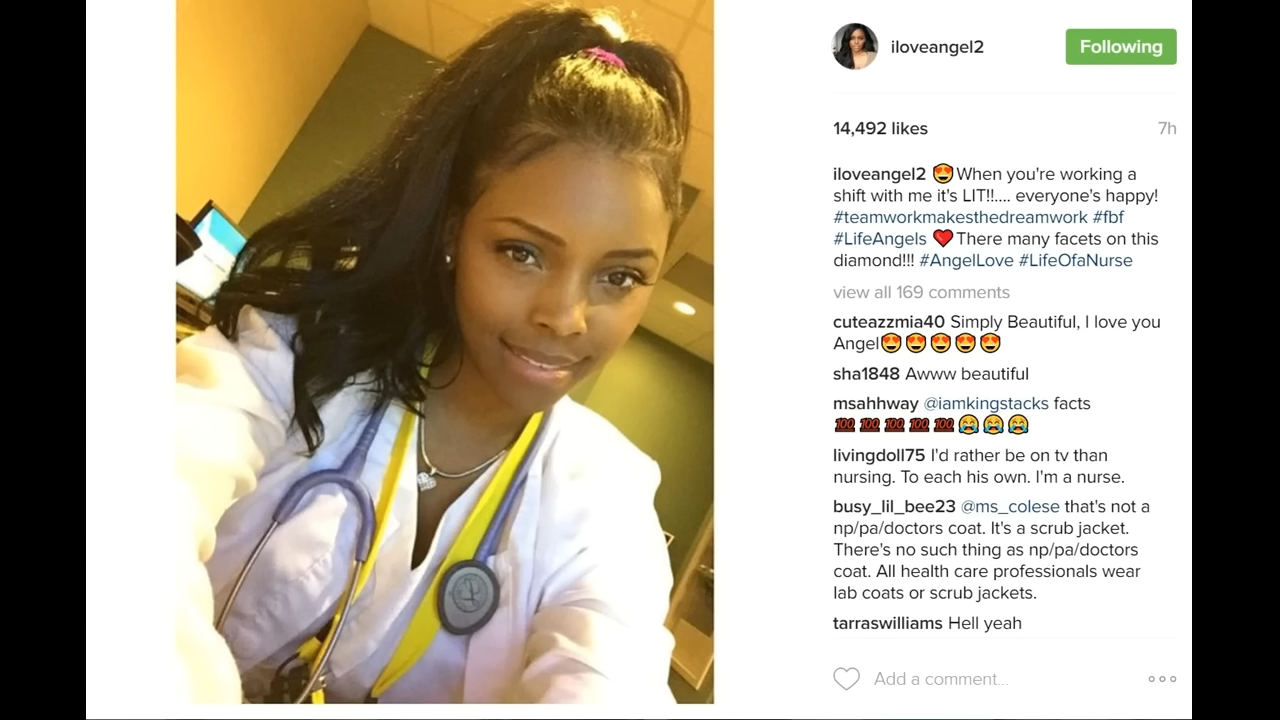 iloveangel2
Following
14,492 likes
7h
iloveangel2 😍When you're working a
shift with me it's LIT!!.... everyone's happy!
#teamworkmakesthedreamwork #fbf
#LifeAngels ❤️There many facets on this
diamond!!! #AngelLove #LifeOfaNurse
view all 169 comments
cuteazzmia40 Simply Beautiful, I love you
Angel😍😍😍😍😍
sha1848 Awww beautiful
msahhway @iamkingstacks facts
💯💯💯💯💯😂😂😂
livingdoll75 I'd rather be on tv than
nursing. To each his own. I'm a nurse.
busy_lil_bee23 @ms_colese that's not a
np/pa/doctors coat. It's a scrub jacket.
There's no such thing as np/pa/doctors
coat. All health care professionals wear
lab coats or scrub jackets.
tarraswilliams Hell yeah
Add a comment...